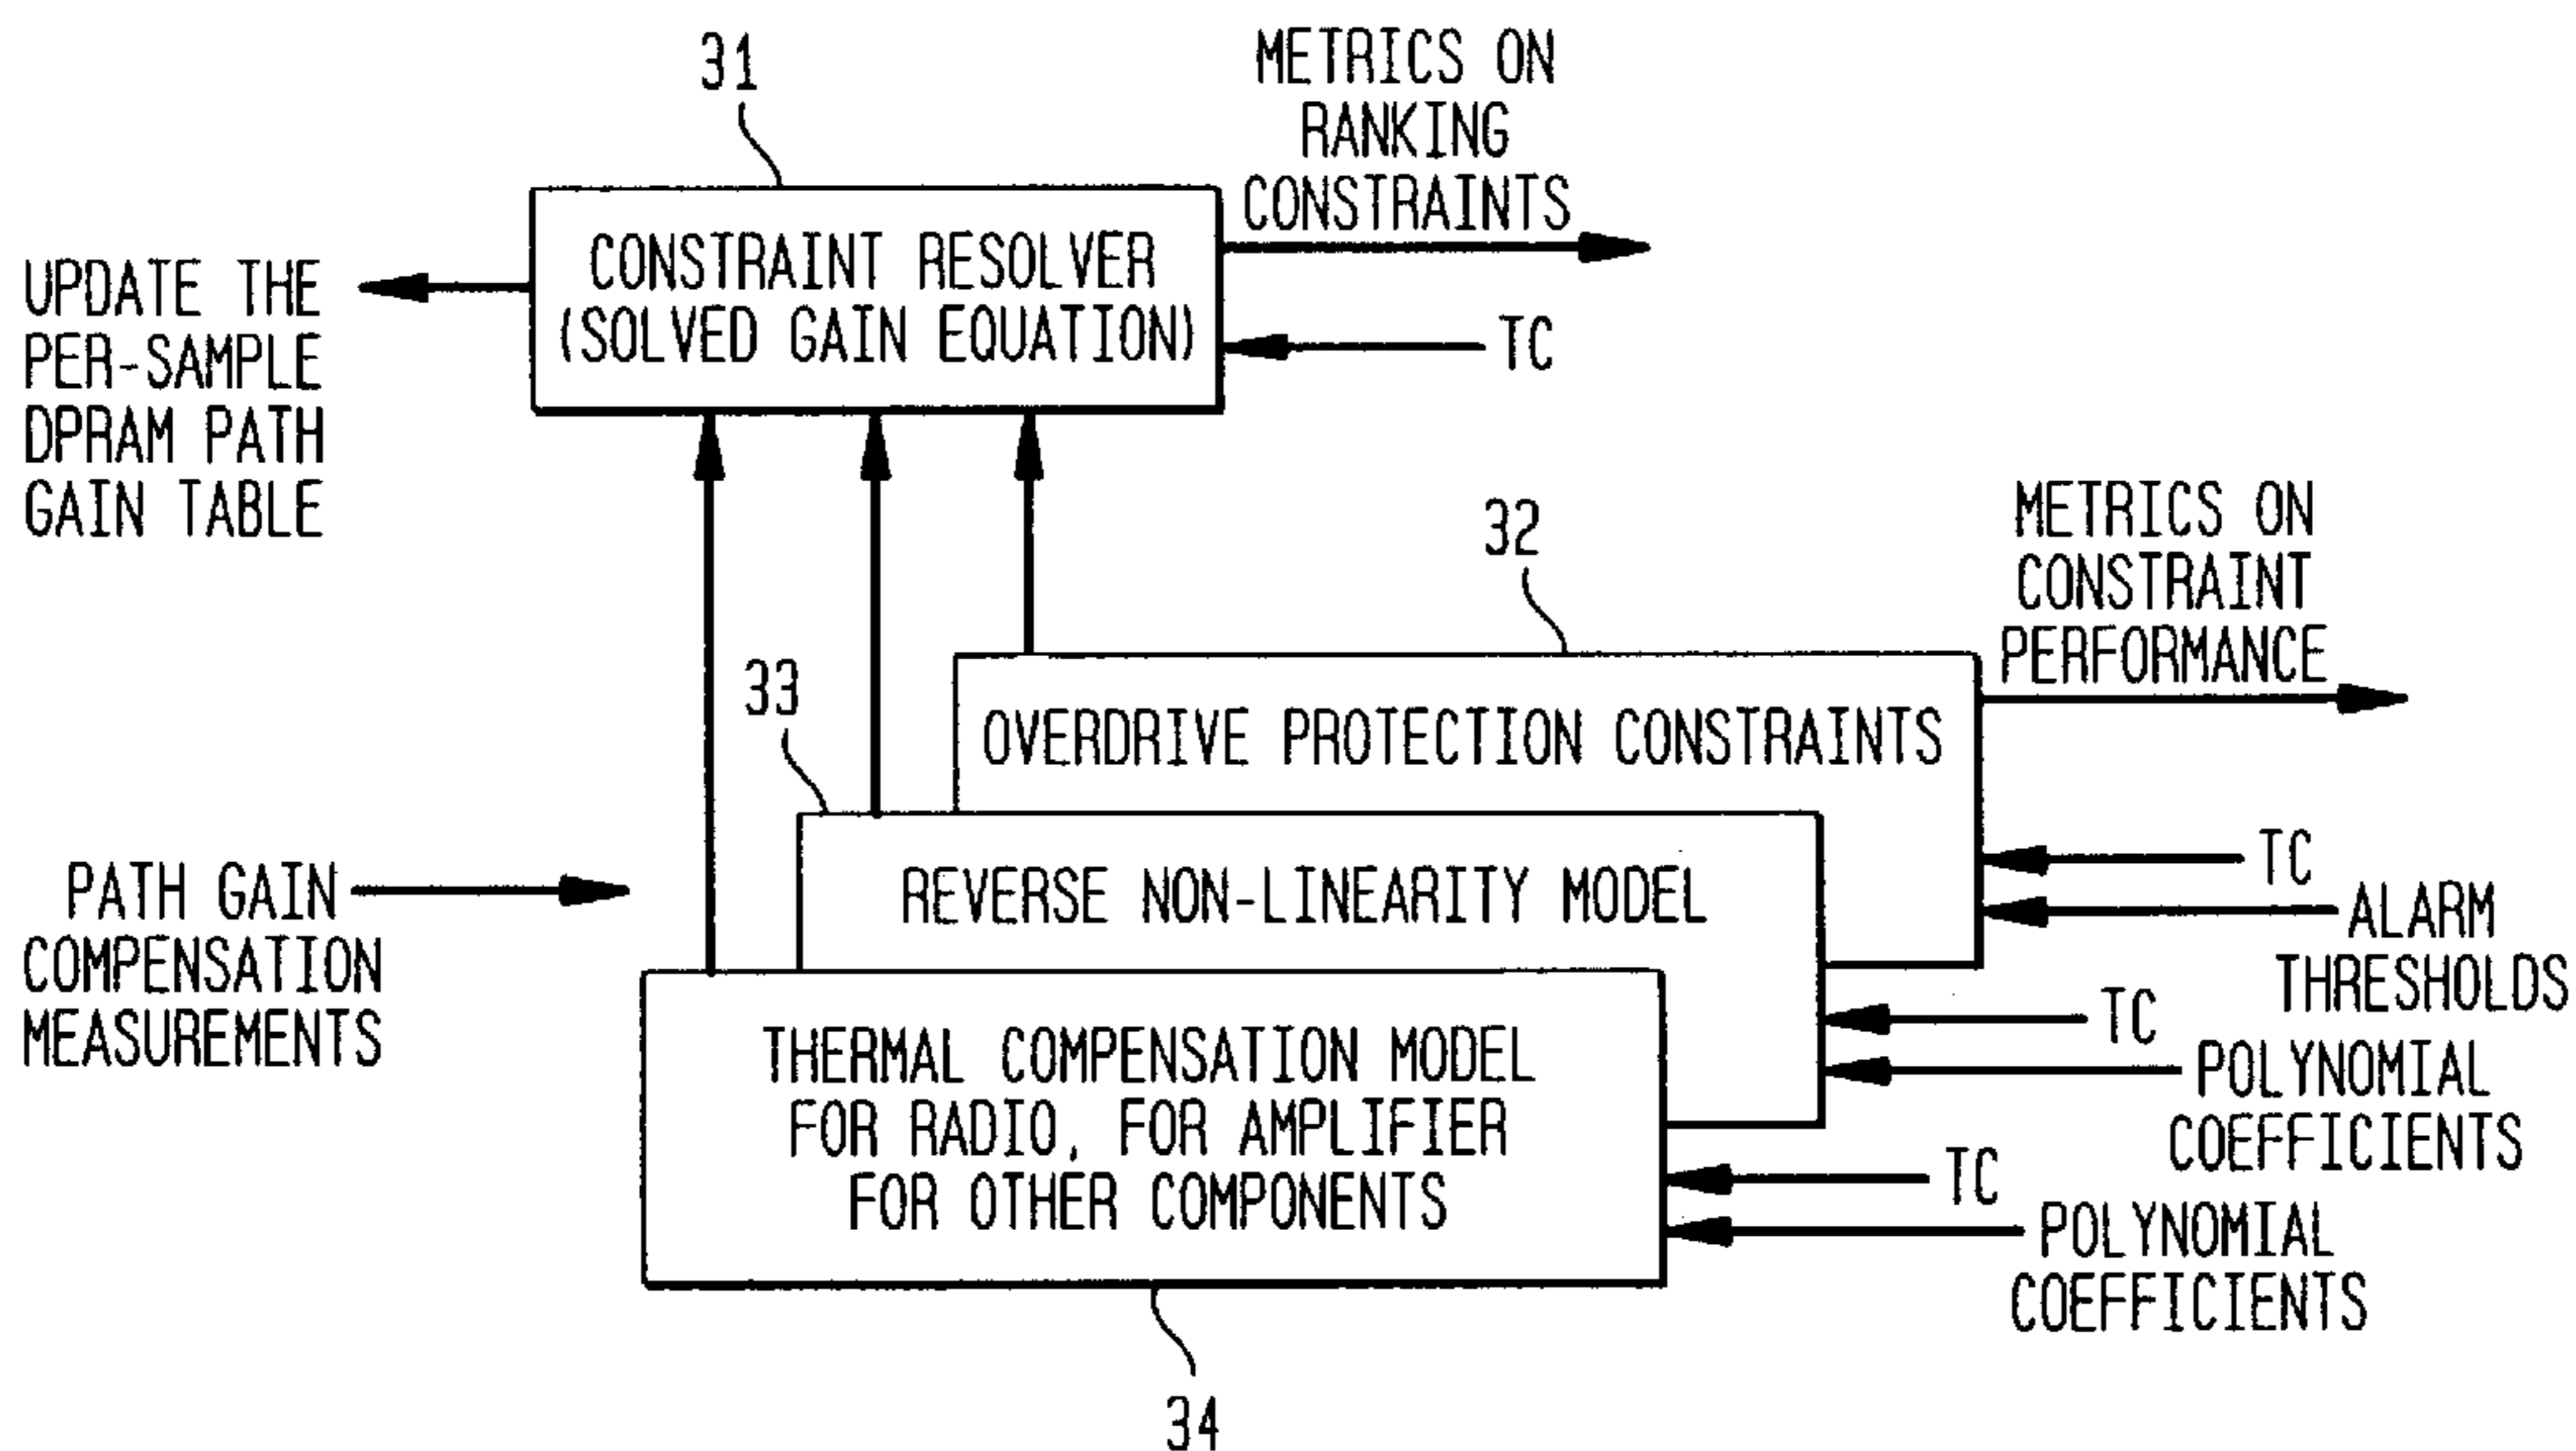 31
METRICS ON
RANKING
CONSTRAINTS
CONSTRAINT RESOLVER
(SOLVED GAIN EQUATION)
TC
UPDATE THE
PER-SAMPLE
DPRAM PATH
GAIN TABLE
32
METRICS ON
CONSTRAINT
PERFORMANCE
33
OVERDRIVE PROTECTION CONSTRAINTS
TC
ALARM
THRESHOLDS
PATH GAIN
COMPENSATION
MEASUREMENTS
REVERSE NON-LINEARITY MODEL
TC
POLYNOMIAL
COEFFICIENTS
THERMAL COMPENSATION MODEL
FOR RADIO, FOR AMPLIFIER
FOR OTHER COMPONENTS
TC
POLYNOMIAL
COEFFICIENTS
34